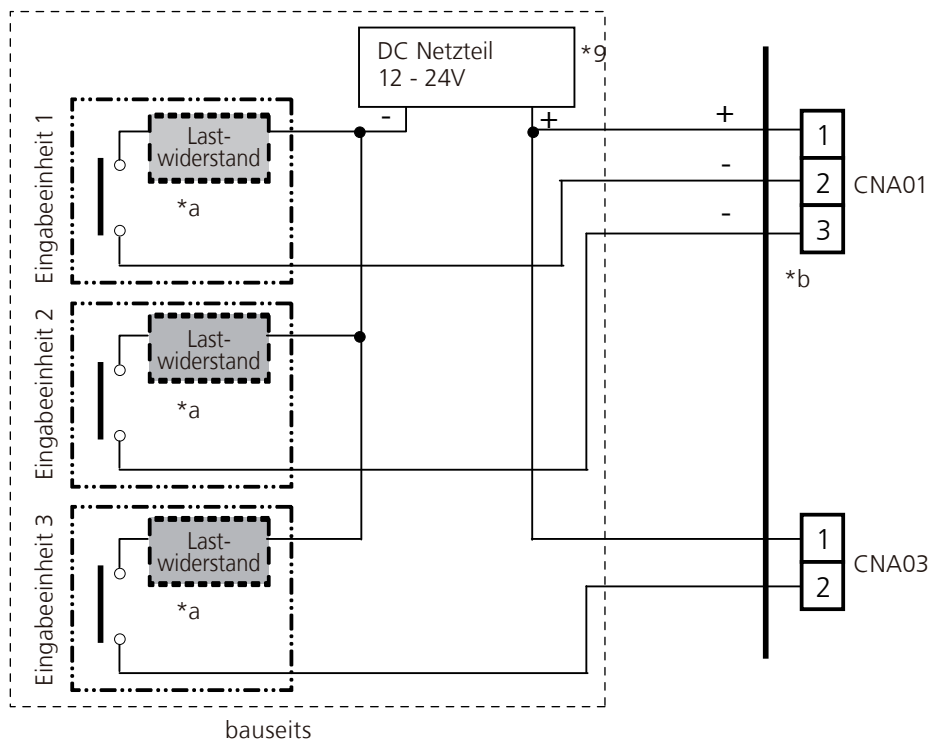 DC Netzteil
12 - 24V
*9
-
+
Eingabeeinheit 1
Last-
widerstand
*a
+
-
-
1
2
3
CNA01
*b
Eingabeeinheit 2
Last-
widerstand
*a
Eingabeeinheit 3
Last-
widerstand
*a
1
2
CNA03
bauseits